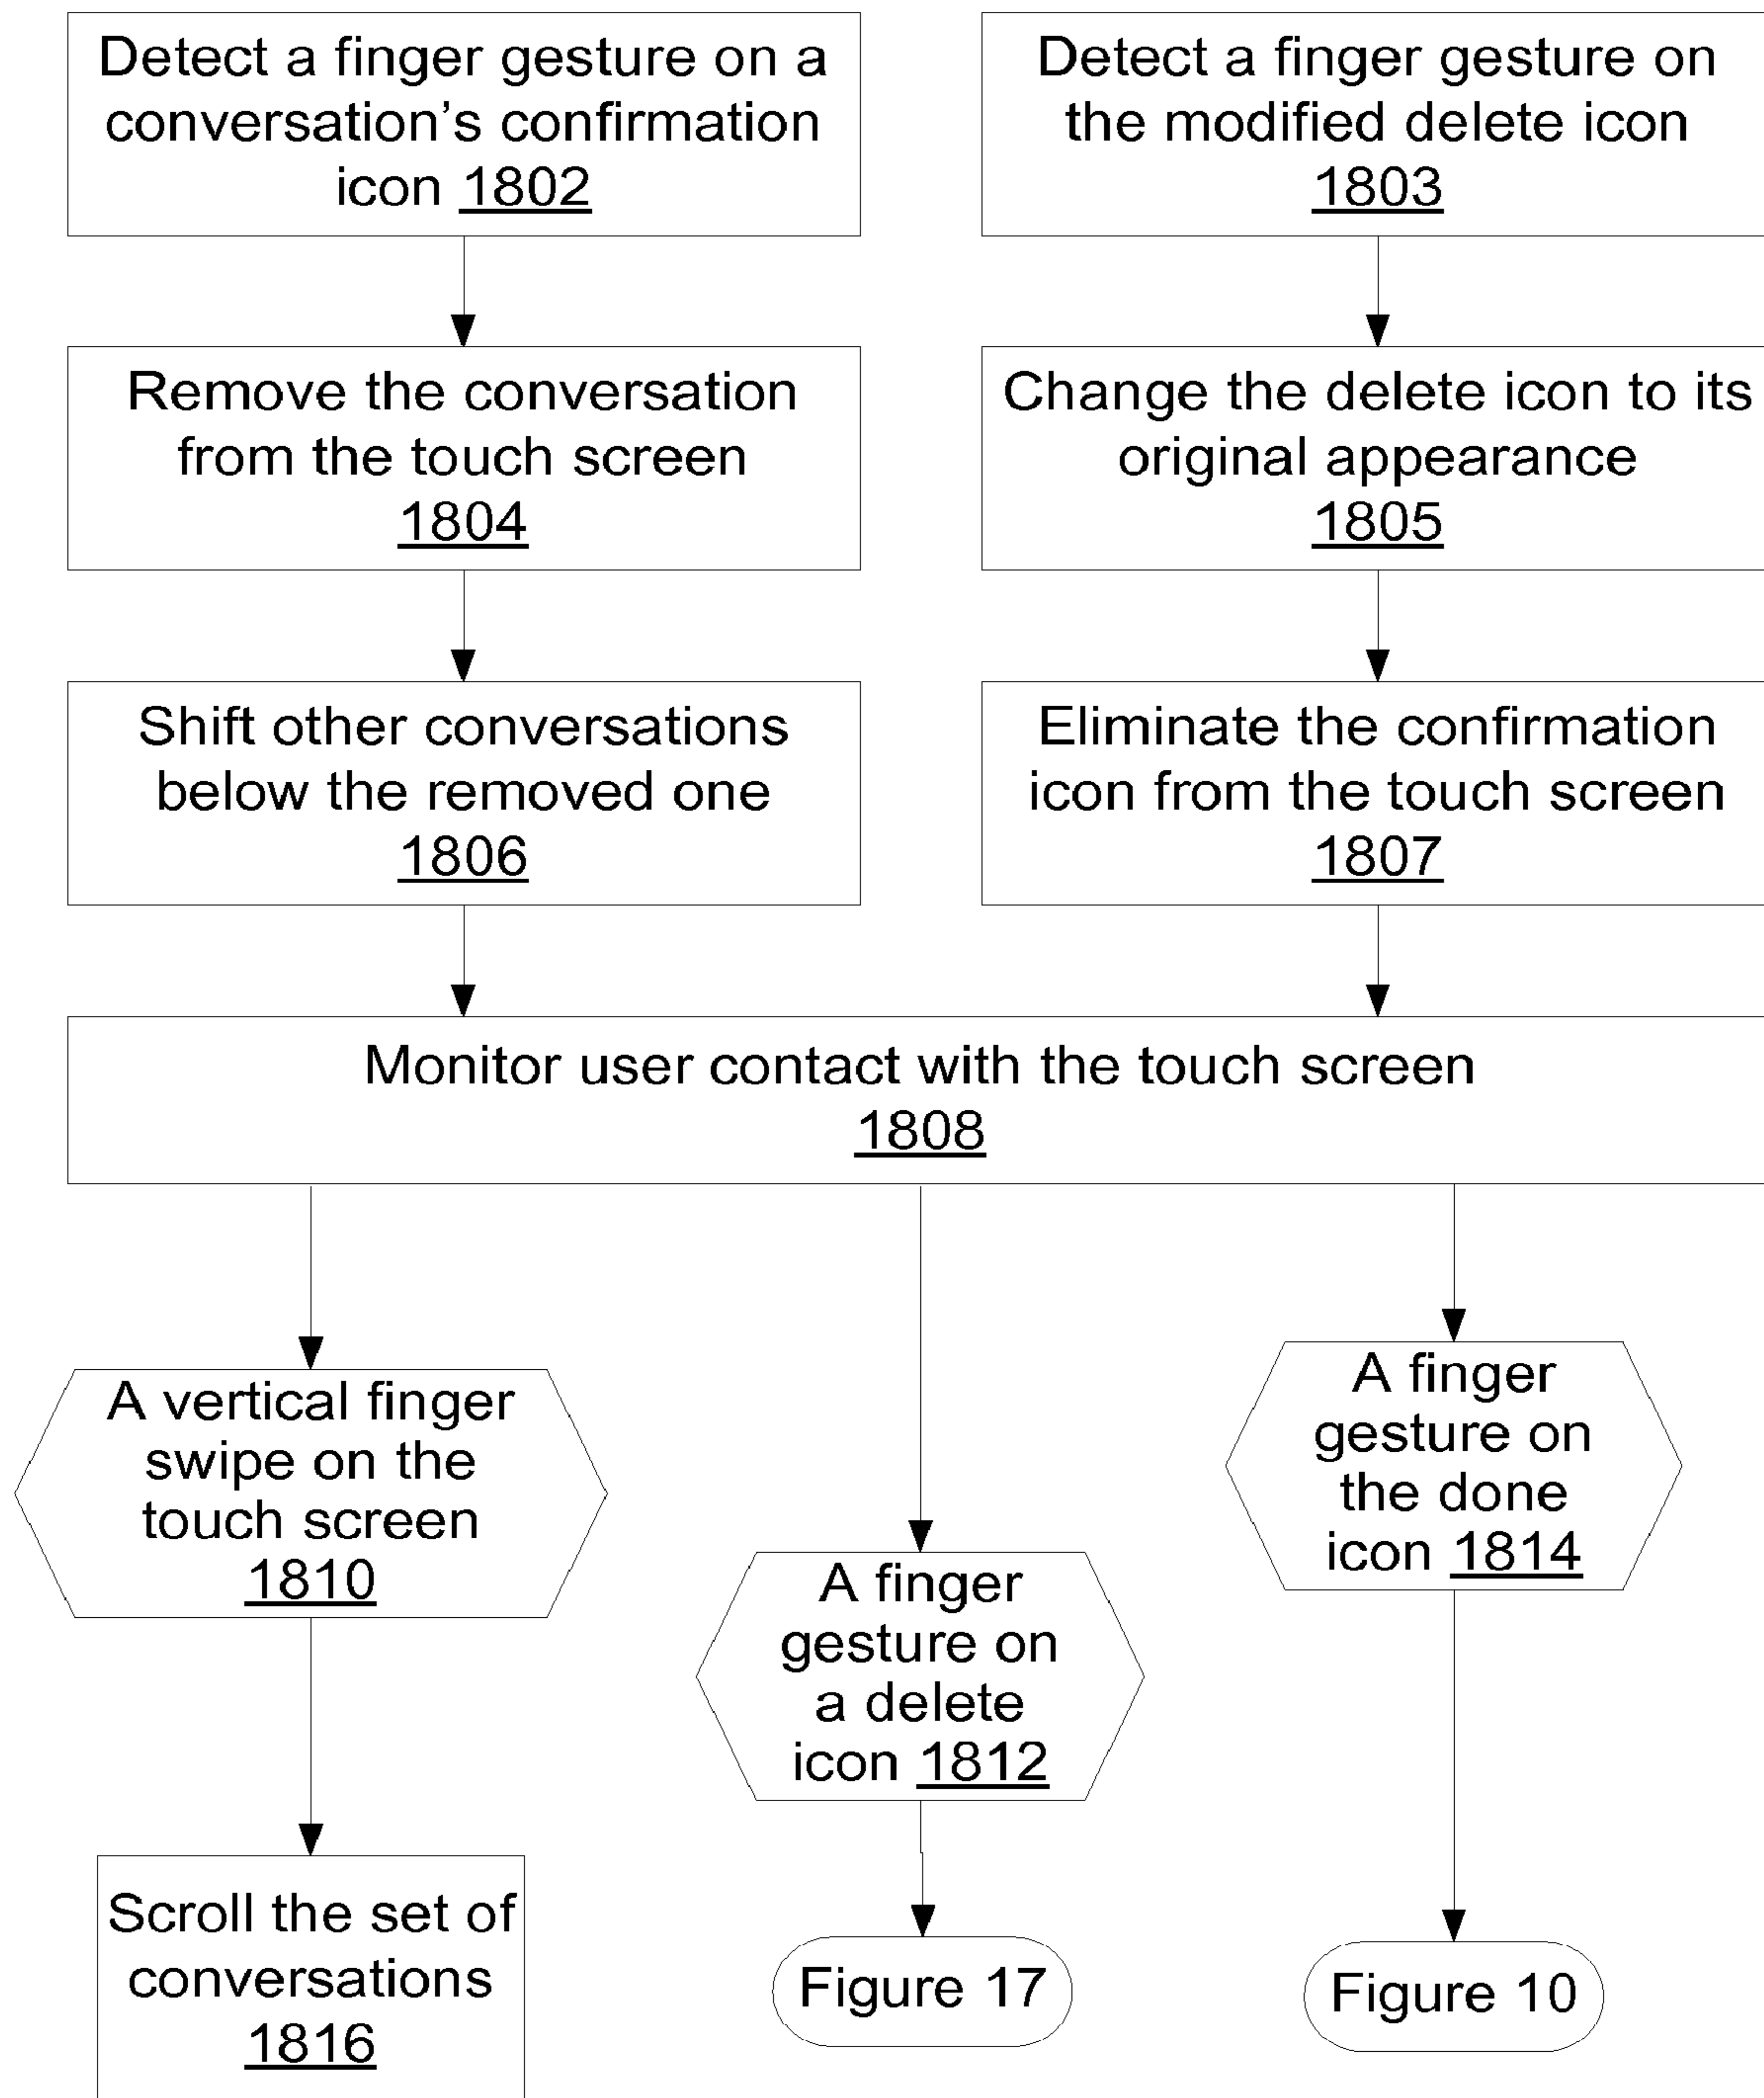 Detect a finger gesture on a
conversation’s confirmation
icon 1802
Detect a finger gesture on
the modified delete icon
1803
Remove the conversation
from the touch screen
1804
Change the delete icon to its
original appearance
1805
Shift other conversations
below the removed one
1806
Eliminate the confirmation
icon from the touch screen
1807
Monitor user contact with the touch screen
1808
A vertical finger
swipe on the
touch screen
1810
A finger
gesture on
a delete
icon 1812
A finger
gesture on
the done
icon 1814
Scroll the set of
conversations
1816
Figure 17
Figure 10